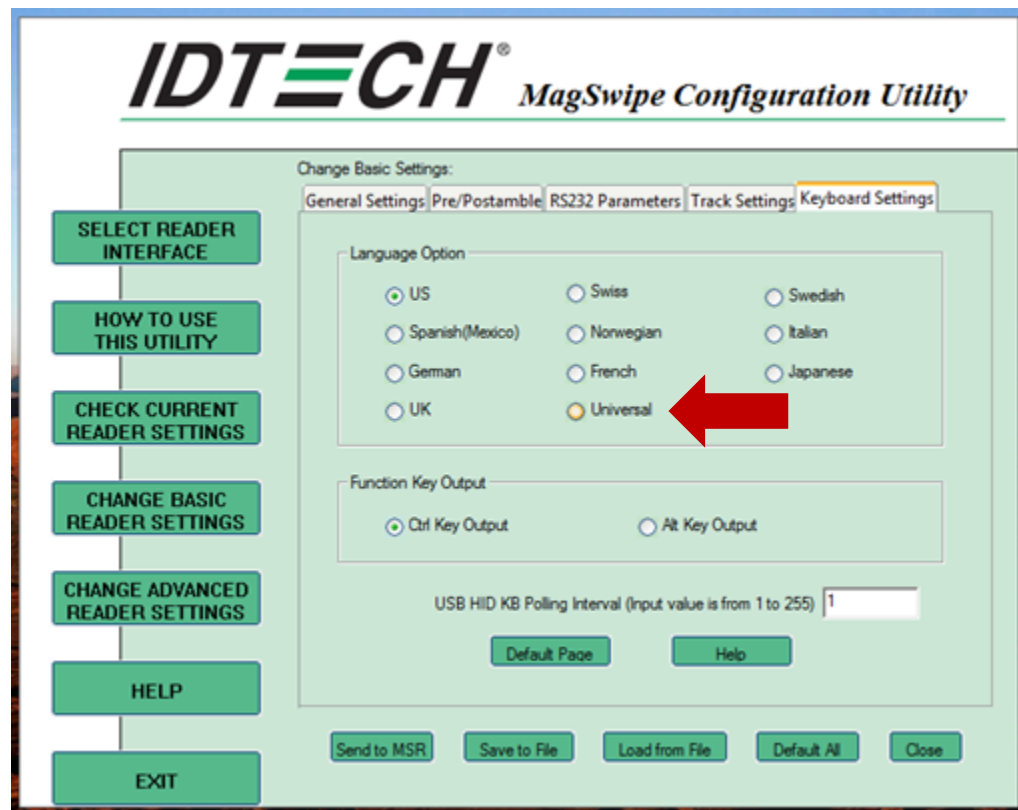 IDTECH®
MagSwipe Configuration Utility
Change Basic Settings:
General Settings Pre/Postamble RS232 Parameters Track Settings Keyboard Settings
SELECT READER
INTERFACE
HOW TO USE
THIS UTILITY
CHECK CURRENT
READER SETTINGS
CHANGE BASIC
READER SETTINGS
CHANGE ADVANCED
READER SETTINGS
HELP
EXIT
Language Option
US Swiss Swedish
Spanish(Mexico) Norwegian Italian
German French Japanese
UK Universal
Function Key Output
Ctrl Key Output Alt Key Output
USB HID KB Polling Interval (Input value is from 1 to 255) 1
Default Page Help
Send to MSR Save to File Load from File Default All Close